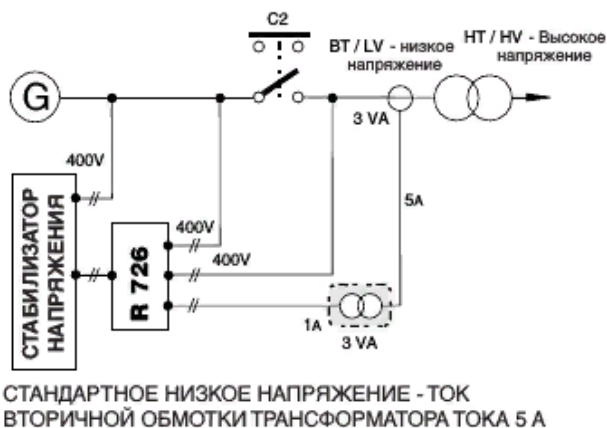 C2
BT / LV - низкое
напряжение
HT / HV - Высокое
напряжение
G
3 VA
400V
5A
СТАБИЛИЗАТОР
НАПРЯЖЕНИЯ
R 726
400V
400V
1A
3 VA
СТАНДАРТНОЕ НИЗКОЕ НАПРЯЖЕНИЕ - ТОК
ВТОРИЧНОЙ ОБМОТКИ ТРАНСФОРМАТОРА ТОКА 5 А